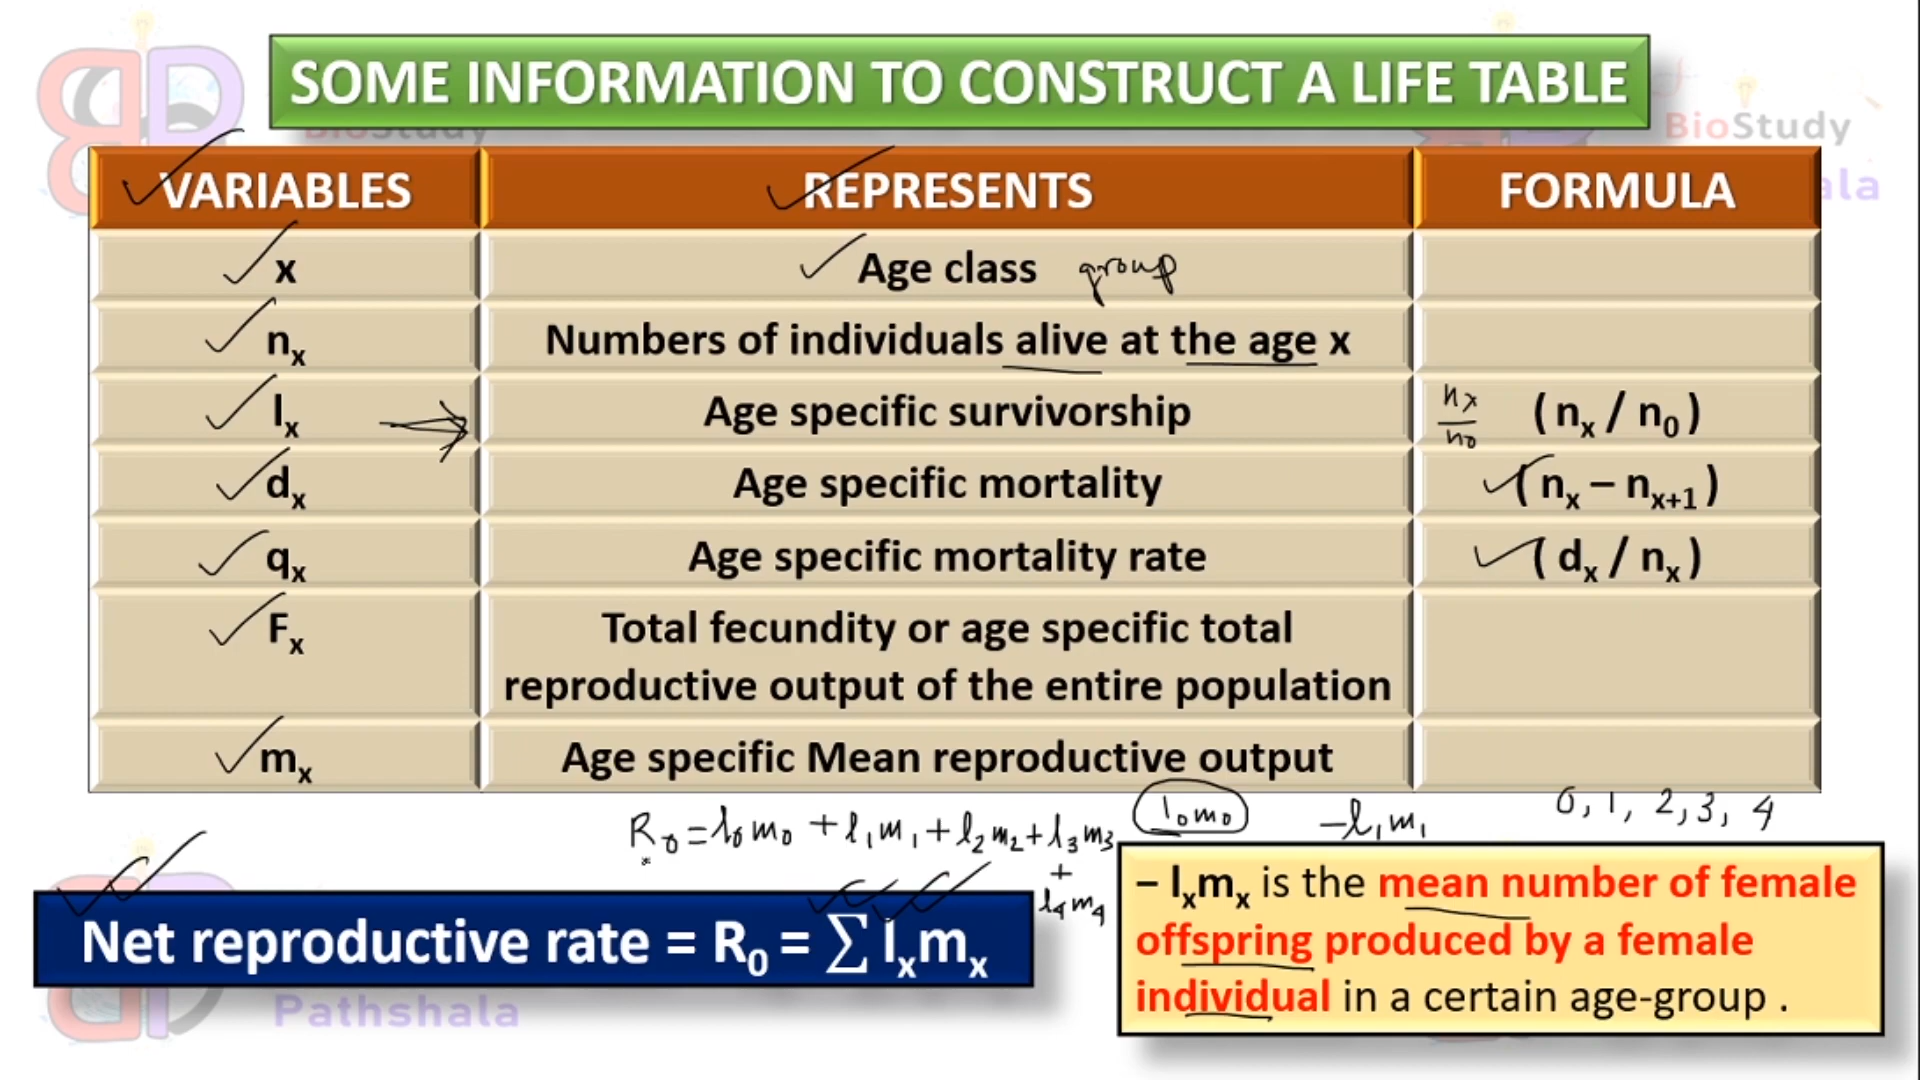 SOME INFORMATION TO CONSTRUCT A LIFE TABLE
BioStudy
BioStudy
ala
VARIABLES REPRESENTS FORMULA
x Age class group
nₓ Numbers of individuals alive at the age x
lₓ Age specific survivorship nₓ/n₀ ( nₓ / n₀ )
dₓ Age specific mortality ( nₓ – nₓ₊₁ )
qₓ Age specific mortality rate ( dₓ / nₓ )
Fₓ Total fecundity or age specific total
reproductive output of the entire population
mₓ Age specific Mean reproductive output
R₀ = l₀m₀ + l₁m₁ + l₂m₂ + l₃m₃
+
l₄m₄
l₀m₀ – l₁m₁ 0, 1, 2, 3, 4
Net reproductive rate = R₀ = ∑ lₓmₓ
– lₓmₓ is the mean number of female
offspring produced by a female
individual in a certain age-group .
Pathshala